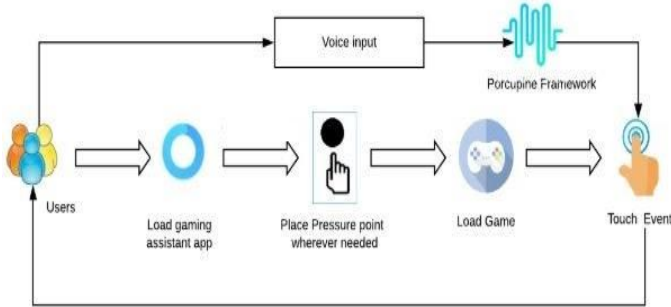 Voice input
Porcupine Framework
Users
Load gaming
assistant app
Place Pressure point
wherever needed
Load Game
Touch Event